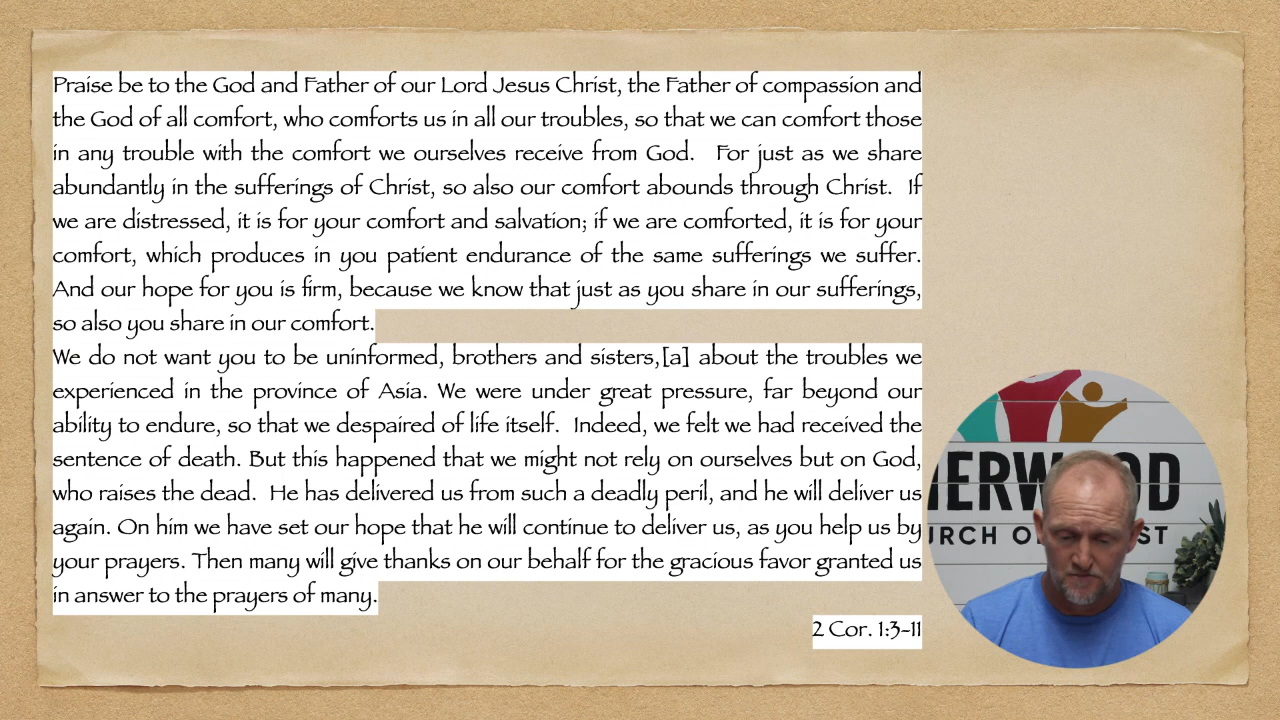 Praise be to the God and Father of our Lord Jesus Christ, the Father of compassion and
the God of all comfort, who comforts us in all our troubles, so that we can comfort those
in any trouble with the comfort we ourselves receive from God. For just as we share
abundantly in the sufferings of Christ, so also our comfort abounds through Christ. If
we are distressed, it is for your comfort and salvation; if we are comforted, it is for your
comfort, which produces in you patient endurance of the same sufferings we suffer.
And our hope for you is firm, because we know that just as you share in our sufferings,
so also you share in our comfort.
We do not want you to be uninformed, brothers and sisters,[a] about the troubles we
experienced in the province of Asia. We were under great pressure, far beyond our
ability to endure, so that we despaired of life itself. Indeed, we felt we had received the
sentence of death. But this happened that we might not rely on ourselves but on God,
who raises the dead. He has delivered us from such a deadly peril, and he will deliver us
again. On him we have set our hope that he will continue to deliver us, as you help us by
your prayers. Then many will give thanks on our behalf for the gracious favor granted us
in answer to the prayers of many.
2 Cor. 1:3-11